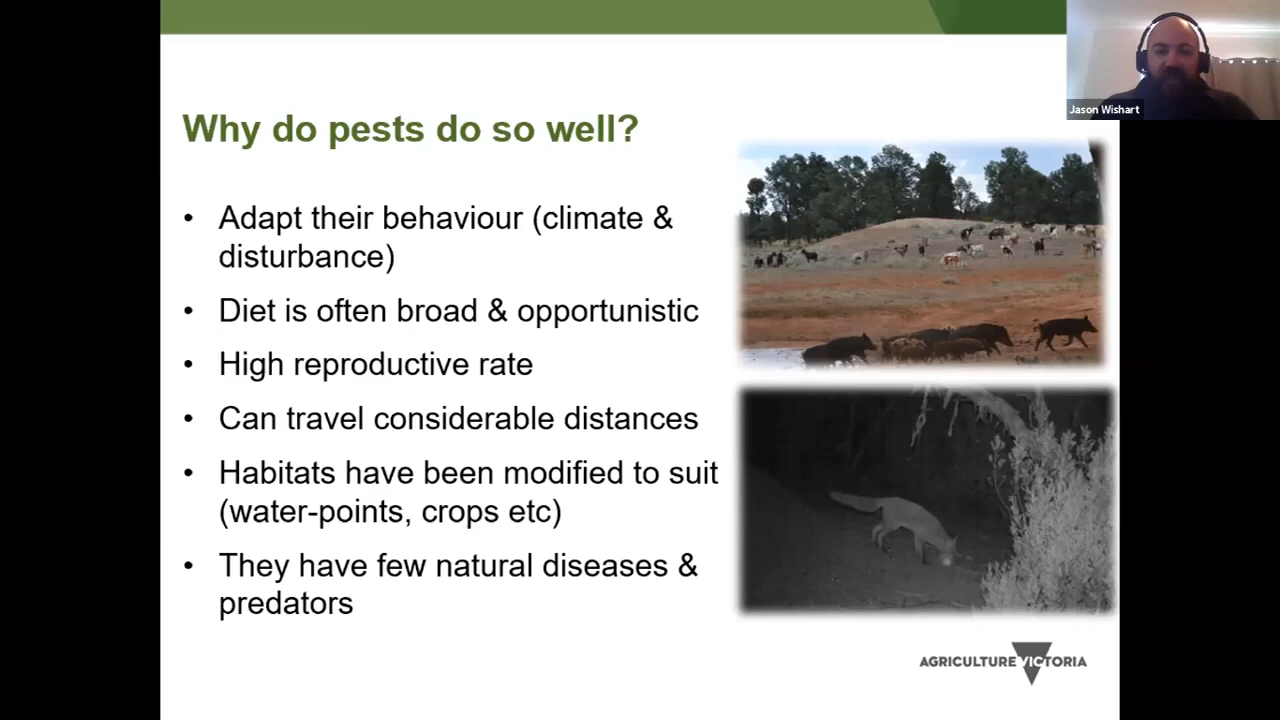 Jason Wishart
Why do pests do so well?
• Adapt their behaviour (climate &
disturbance)
• Diet is often broad & opportunistic
• High reproductive rate
• Can travel considerable distances
• Habitats have been modified to suit
(water-points, crops etc)
• They have few natural diseases &
predators
AGRICULTURE VICTORIA